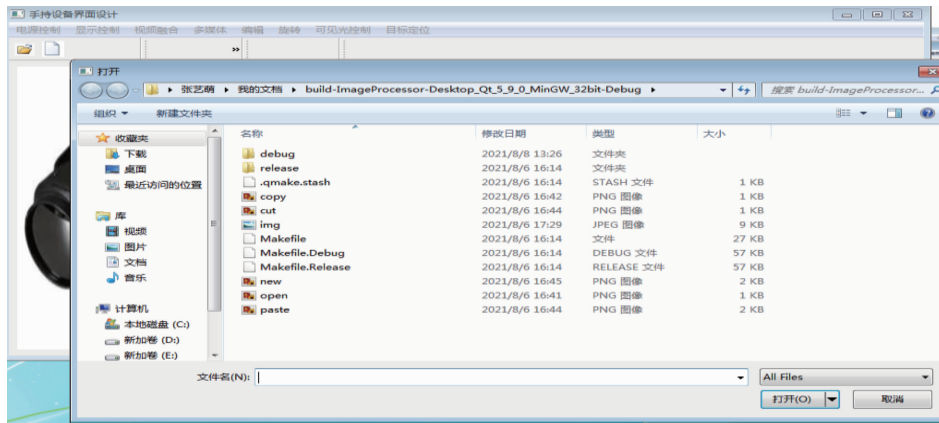 手持设备界面设计
电源控制 显示控制 视频融合 多媒体 编辑 旋转 可见光控制 目标定位
»
打开
张艺萌 ▸ 我的文档 ▸ build-ImageProcessor-Desktop_Qt_5_9_0_MinGW_32bit-Debug ▸
搜索 build-ImageProcessor...
组织 新建文件夹
收藏夹
下载
桌面
最近访问的位置
库
视频
图片
文档
音乐
计算机
本地磁盘 (C:)
新加卷 (D:)
新加卷 (E:)
名称 修改日期 类型 大小
debug 2021/8/8 13:26 文件夹
release 2021/8/6 16:14 文件夹
.qmake.stash 2021/8/6 16:14 STASH 文件 1 KB
copy 2021/8/6 16:42 PNG 图像 1 KB
cut 2021/8/6 16:44 PNG 图像 1 KB
img 2021/8/6 17:29 JPEG 图像 9 KB
Makefile 2021/8/6 16:14 文件 27 KB
Makefile.Debug 2021/8/6 16:14 DEBUG 文件 57 KB
Makefile.Release 2021/8/6 16:14 RELEASE 文件 57 KB
new 2021/8/6 16:45 PNG 图像 2 KB
open 2021/8/6 16:41 PNG 图像 1 KB
paste 2021/8/6 16:44 PNG 图像 2 KB
文件名(N): All Files
打开(O) 取消